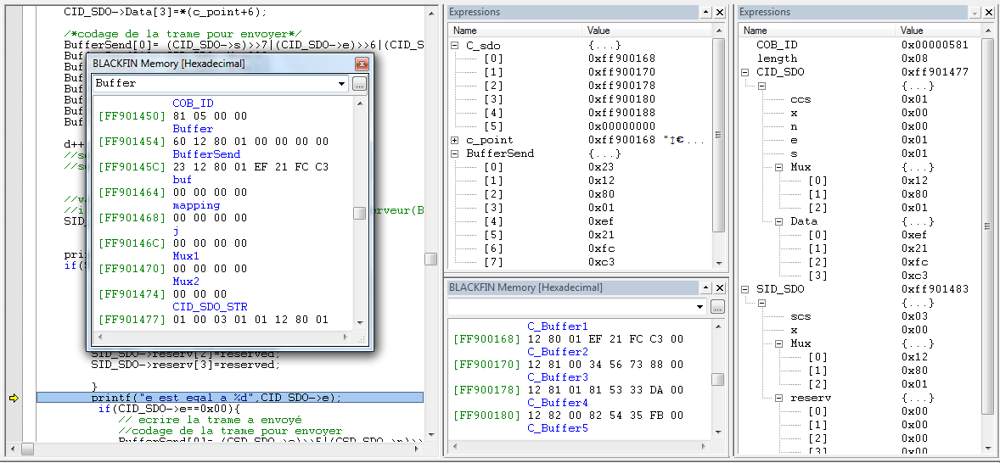 CID_SDO->Data[3]=*(c_point+6);
/*codage de la trame pour envoyer*/
BufferSend[0]= (CID_SDO->s)>>7|(CID_SDO->e)>>6|(CID_S
d++
//s
//s
//w
//i
erveur(B
SID_
prin
if(S
SID_SDO->reserv[2]=reserved;
SID_SDO->reserv[3]=reserved;
}
printf("e est egal a %d",CID_SDO->e);
if(CID_SDO->e==0x00){
// ecrire la trame a envoyé
//codage de la trame pour envoyer
BLACKFIN Memory [Hexadecimal]
Buffer
COB_ID
[FF901450] 81 05 00 00
Buffer
[FF901454] 60 12 80 01 00 00 00 00
BufferSend
[FF90145C] 23 12 80 01 EF 21 FC C3
buf
[FF901464] 00 00 00 00
mapping
[FF901468] 00 00 00 00
j
[FF90146C] 00 00 00 00
Mux1
[FF901470] 00 00 00 00
Mux2
[FF901474] 00 00 00
CID_SDO_STR
[FF901477] 01 00 03 01 01 12 80 01
Expressions
Name Value
C_sdo {...}
[0] 0xff900168
[1] 0xff900170
[2] 0xff900178
[3] 0xff900180
[4] 0xff900188
[5] 0x00000000
c_point 0xff900168 "↕€ ...
BufferSend {...}
[0] 0x23
[1] 0x12
[2] 0x80
[3] 0x01
[4] 0xef
[5] 0x21
[6] 0xfc
[7] 0xc3
BLACKFIN Memory [Hexadecimal]
C_Buffer1
[FF900168] 12 80 01 EF 21 FC C3 00
C_Buffer2
[FF900170] 12 81 00 34 56 73 88 00
C_Buffer3
[FF900178] 12 81 01 81 53 33 DA 00
C_Buffer4
[FF900180] 12 82 00 82 54 35 FB 00
C_Buffer5
Expressions
Name Value
COB_ID 0x00000581
length 0x08
CID_SDO 0xff901477
{...}
ccs 0x01
x 0x00
n 0x00
e 0x01
s 0x01
Mux {...}
[0] 0x12
[1] 0x80
[2] 0x01
Data {...}
[0] 0xef
[1] 0x21
[2] 0xfc
[3] 0xc3
SID_SDO 0xff901483
{...}
scs 0x03
x 0x00
Mux {...}
[0] 0x12
[1] 0x80
[2] 0x01
reserv {...}
[0] 0x00
[1] 0x00
[2] 0x00
[3] 0x00